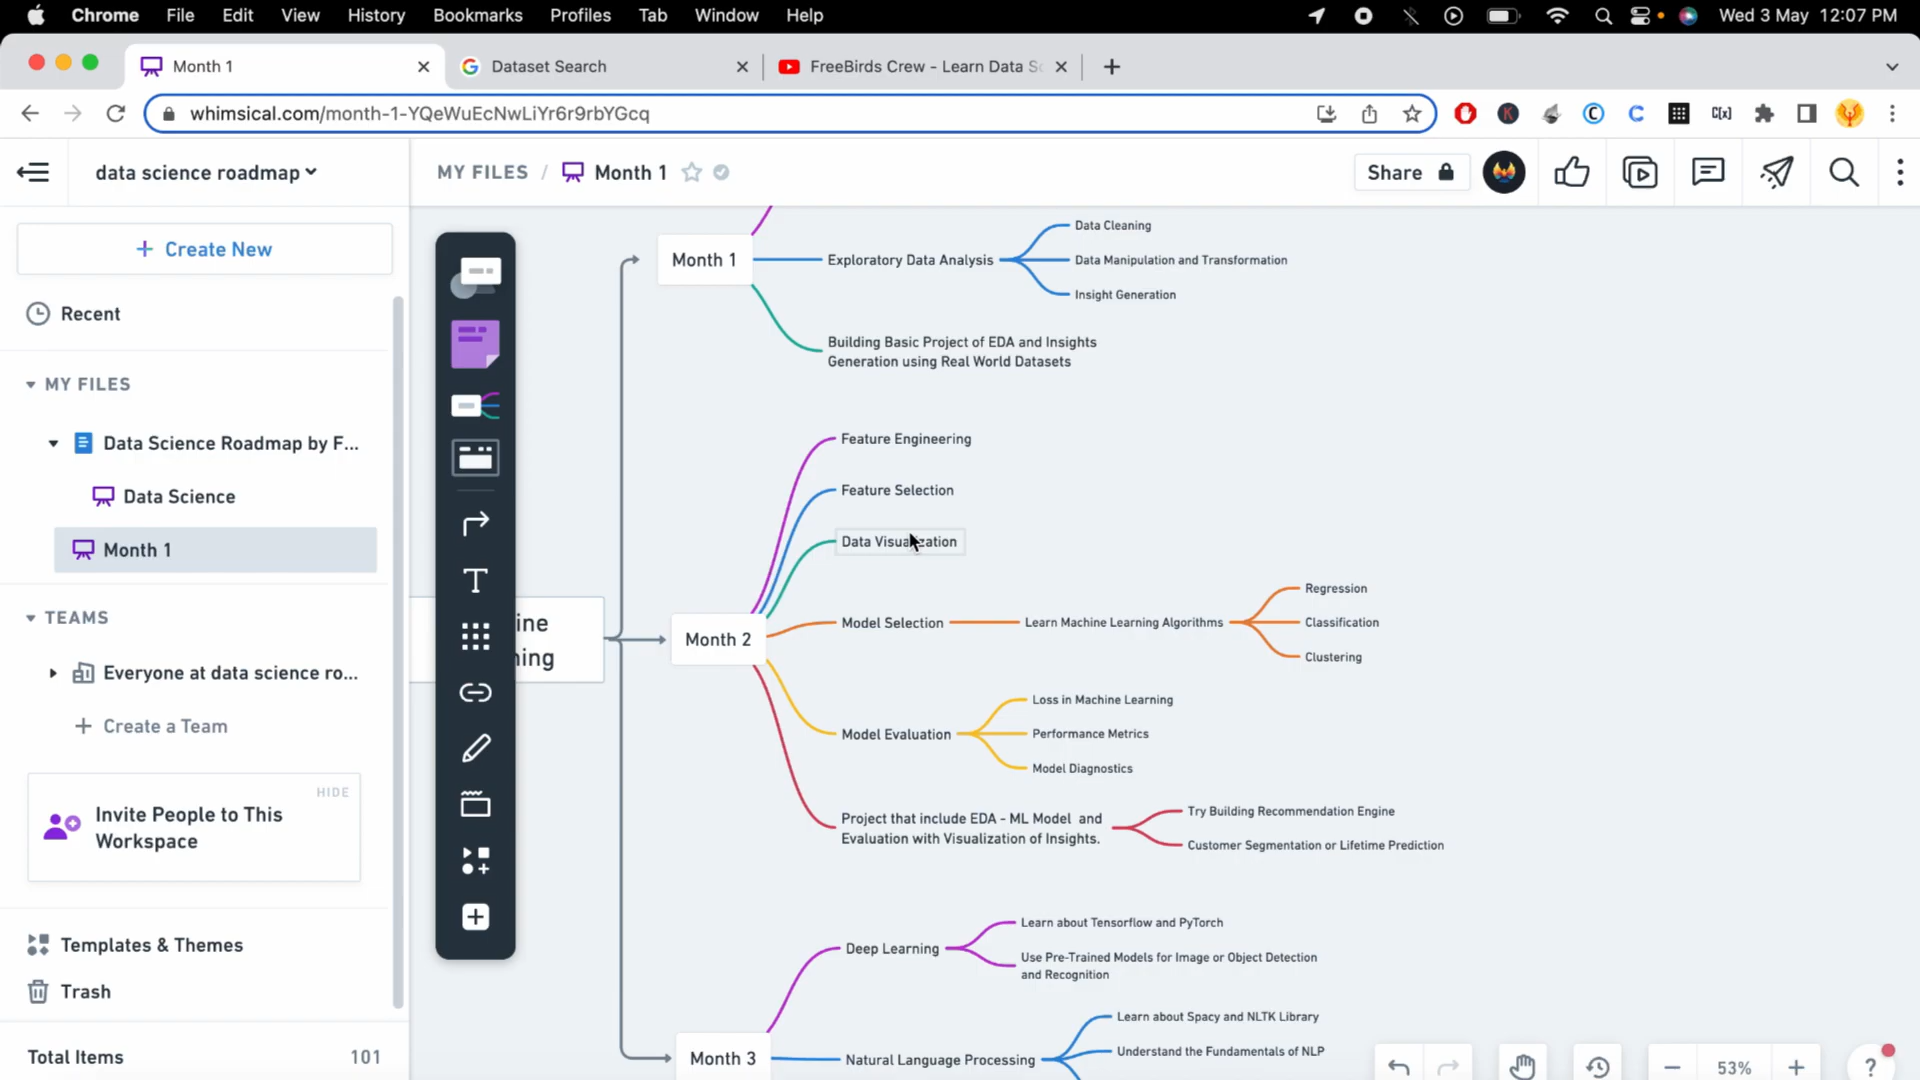 Chrome File Edit View History Bookmarks Profiles Tab Window Help Wed 3 May 12:07 PM
Month 1
Dataset Search
FreeBirds Crew - Learn Data S
whimsical.com/month-1-YQeWuEcNwLiYr6r9rbYGcq
data science roadmap
MY FILES / Month 1
Share
+ Create New
Recent
MY FILES
Data Science Roadmap by F...
Data Science
Month 1
TEAMS
Everyone at data science ro...
+ Create a Team
HIDE
Invite People to This
Workspace
Templates & Themes
Trash
Total Items 101
T
ine
ning
Month 1
Exploratory Data Analysis
Data Cleaning
Data Manipulation and Transformation
Insight Generation
Building Basic Project of EDA and Insights
Generation using Real World Datasets
Month 2
Feature Engineering
Feature Selection
Data Visualization
Model Selection
Learn Machine Learning Algorithms
Regression
Classification
Clustering
Model Evaluation
Loss in Machine Learning
Performance Metrics
Model Diagnostics
Project that include EDA - ML Model and
Evaluation with Visualization of Insights.
Try Building Recommendation Engine
Customer Segmentation or Lifetime Prediction
Month 3
Deep Learning
Learn about Tensorflow and PyTorch
Use Pre-Trained Models for Image or Object Detection
and Recognition
Natural Language Processing
Learn about Spacy and NLTK Library
Understand the Fundamentals of NLP
53%
?